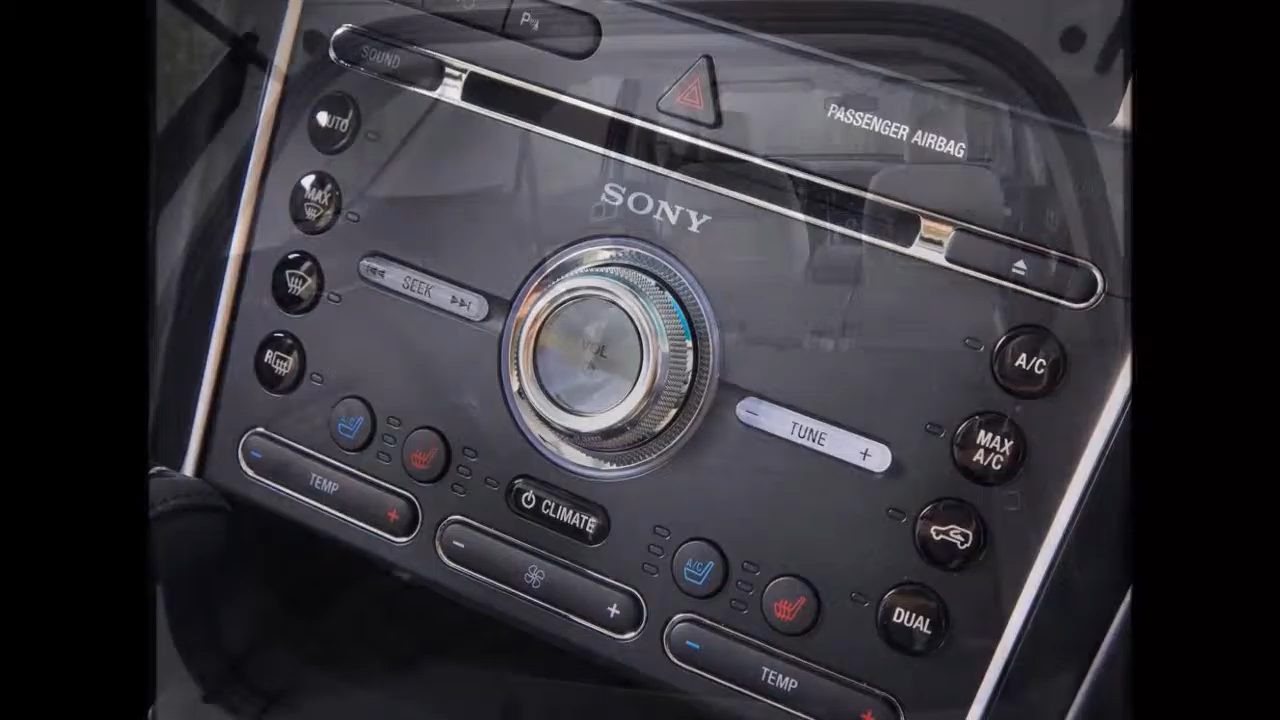 SOUND
PASSENGER AIRBAG
AUTO
SONY
MAX
SEEK
VOL
R
A/C
TUNE
MAX
A/C
A/C
TEMP
CLIMATE
A/C
DUAL
TEMP